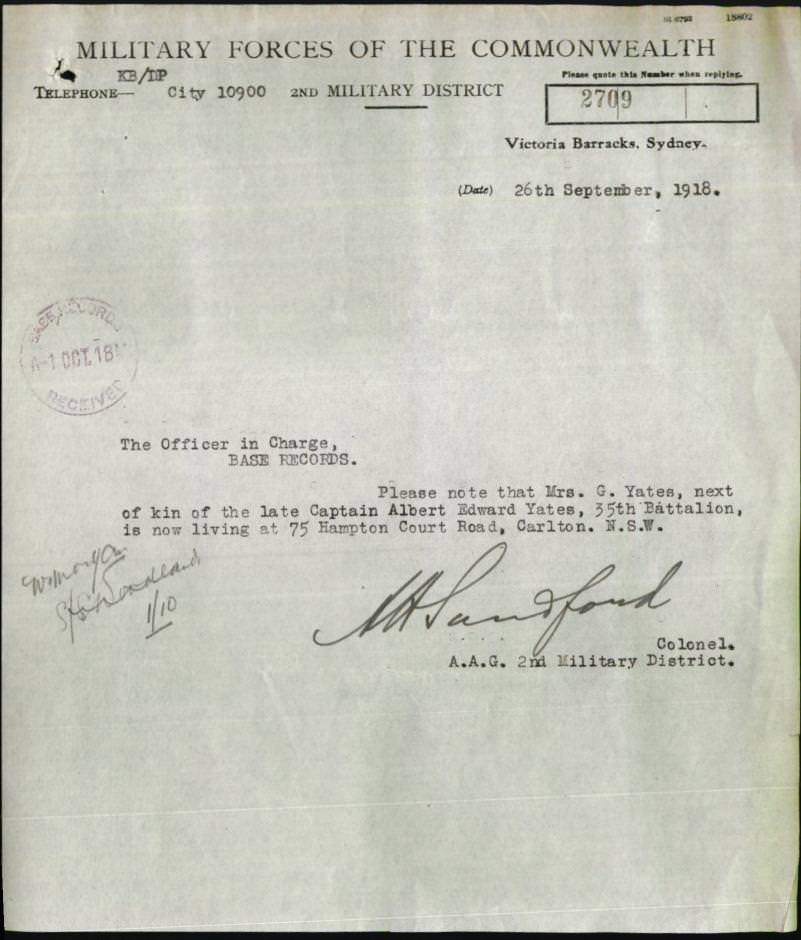 18802
MILITARY FORCES OF THE COMMONWEALTH
KB/DP
TELEPHONE— City 10900 2ND MILITARY DISTRICT
Please quote this Number when replying.
2709
Victoria Barracks, Sydney.
(Date) 26th September, 1918.
BASE RECORDS
1 OCT. 18
RECEIVED
The Officer in Charge,
BASE RECORDS.
Please note that Mrs. G. Yates, next
of kin of the late Captain Albert Edward Yates, 35th Battalion,
is now living at 75 Hampton Court Road, Carlton. N.S.W.
1/10
Sandford
Colonel.
A.A.G. 2nd Military District.